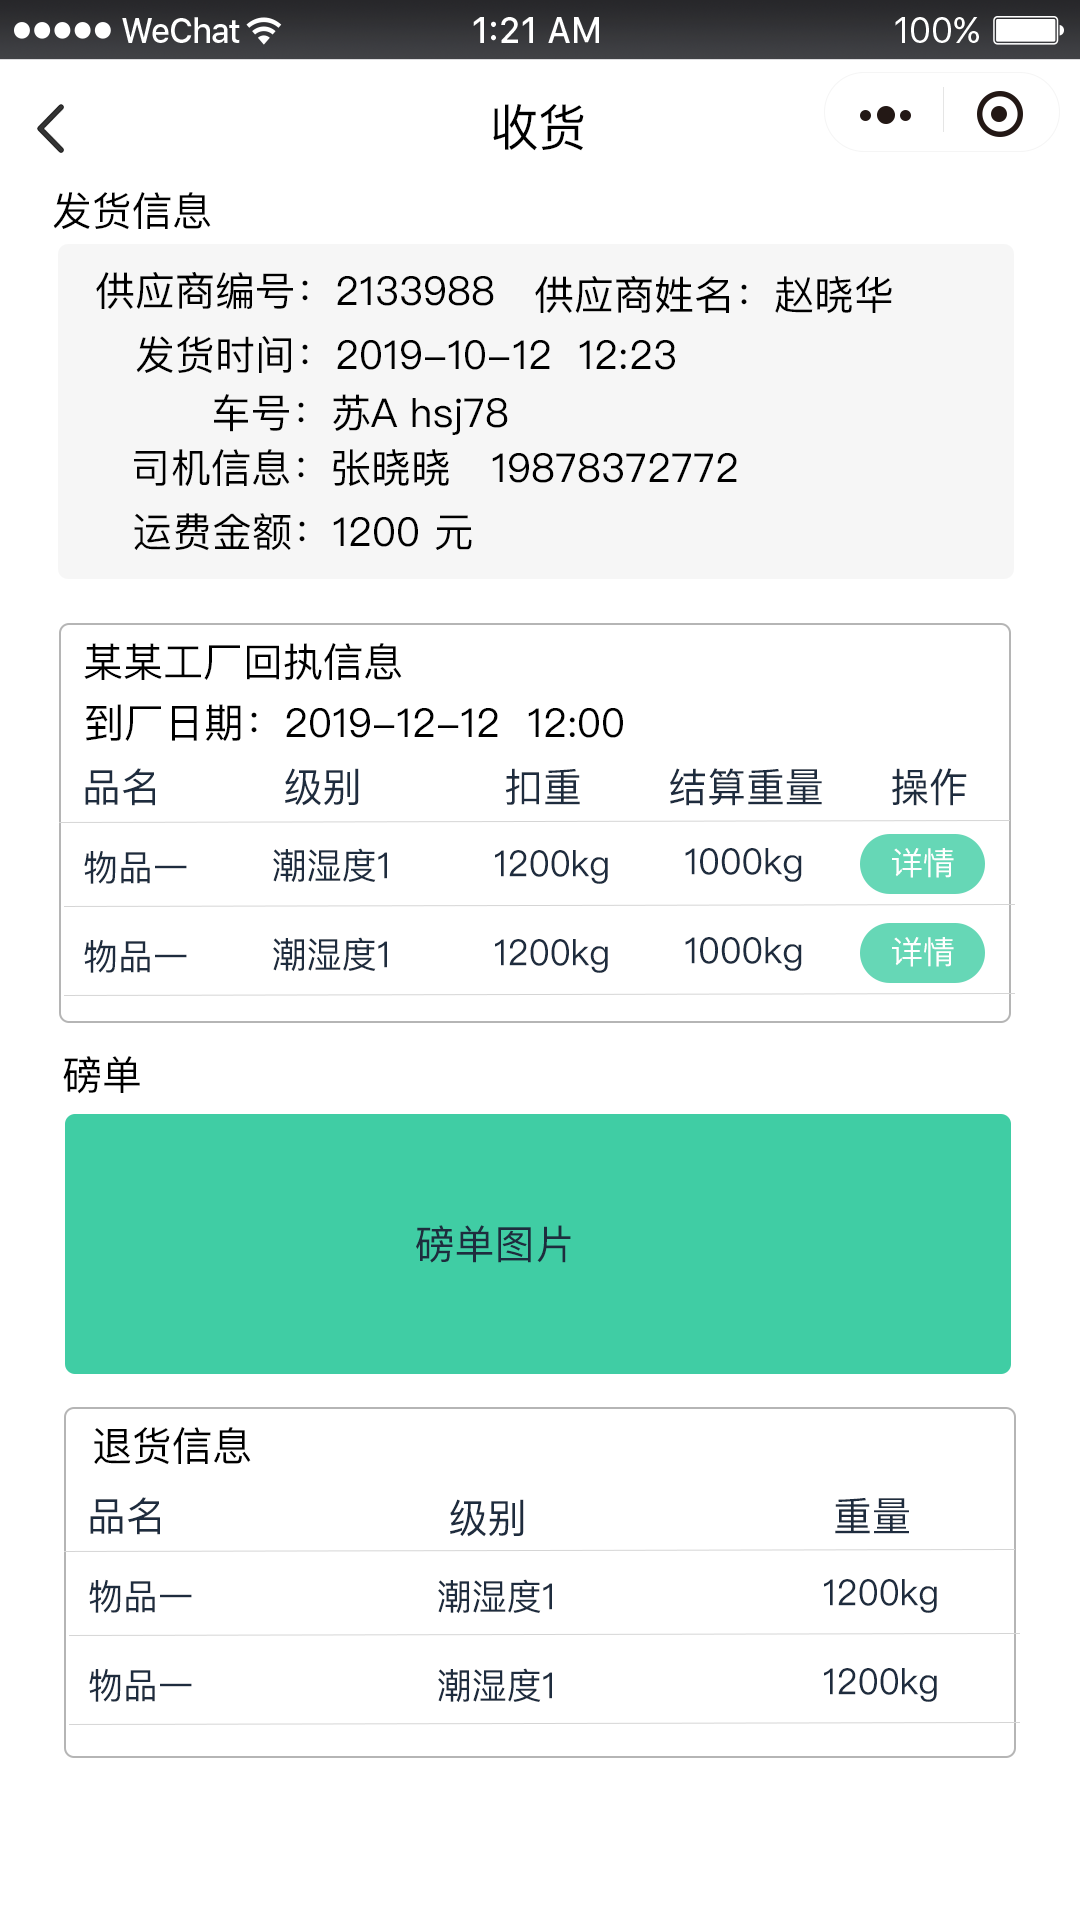 WeChat 1:21 AM 100%
收货
发货信息
供应商编号：2133988 供应商姓名：赵晓华
发货时间：2019-10-12 12:23
车号：苏A hsj78
司机信息：张晓晓 19878372772
运费金额：1200 元
某某工厂回执信息
到厂日期：2019-12-12 12:00
品名 级别 扣重 结算重量 操作
物品一 潮湿度1 1200kg 1000kg 详情
物品一 潮湿度1 1200kg 1000kg 详情
磅单
磅单图片
退货信息
品名 级别 重量
物品一 潮湿度1 1200kg
物品一 潮湿度1 1200kg